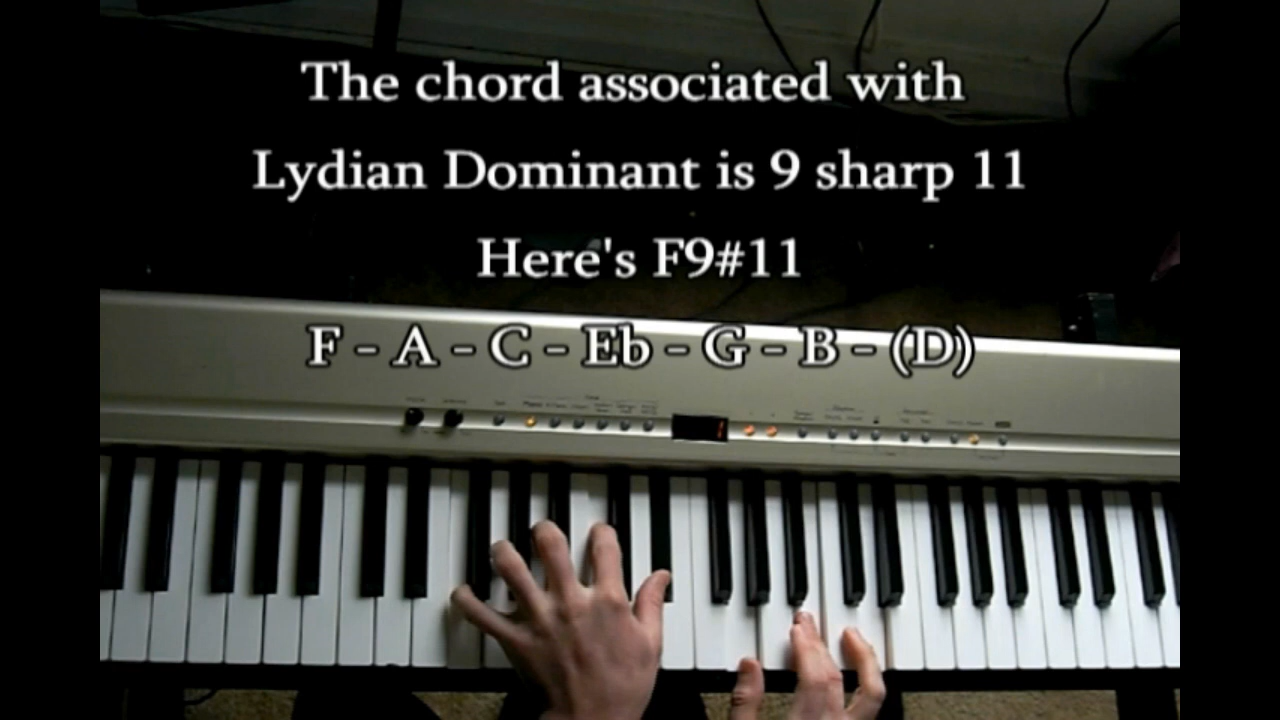 The chord associated with
Lydian Dominant is 9 sharp 11
Here's F9#11
F - A - C - Eb - G - B - (D)